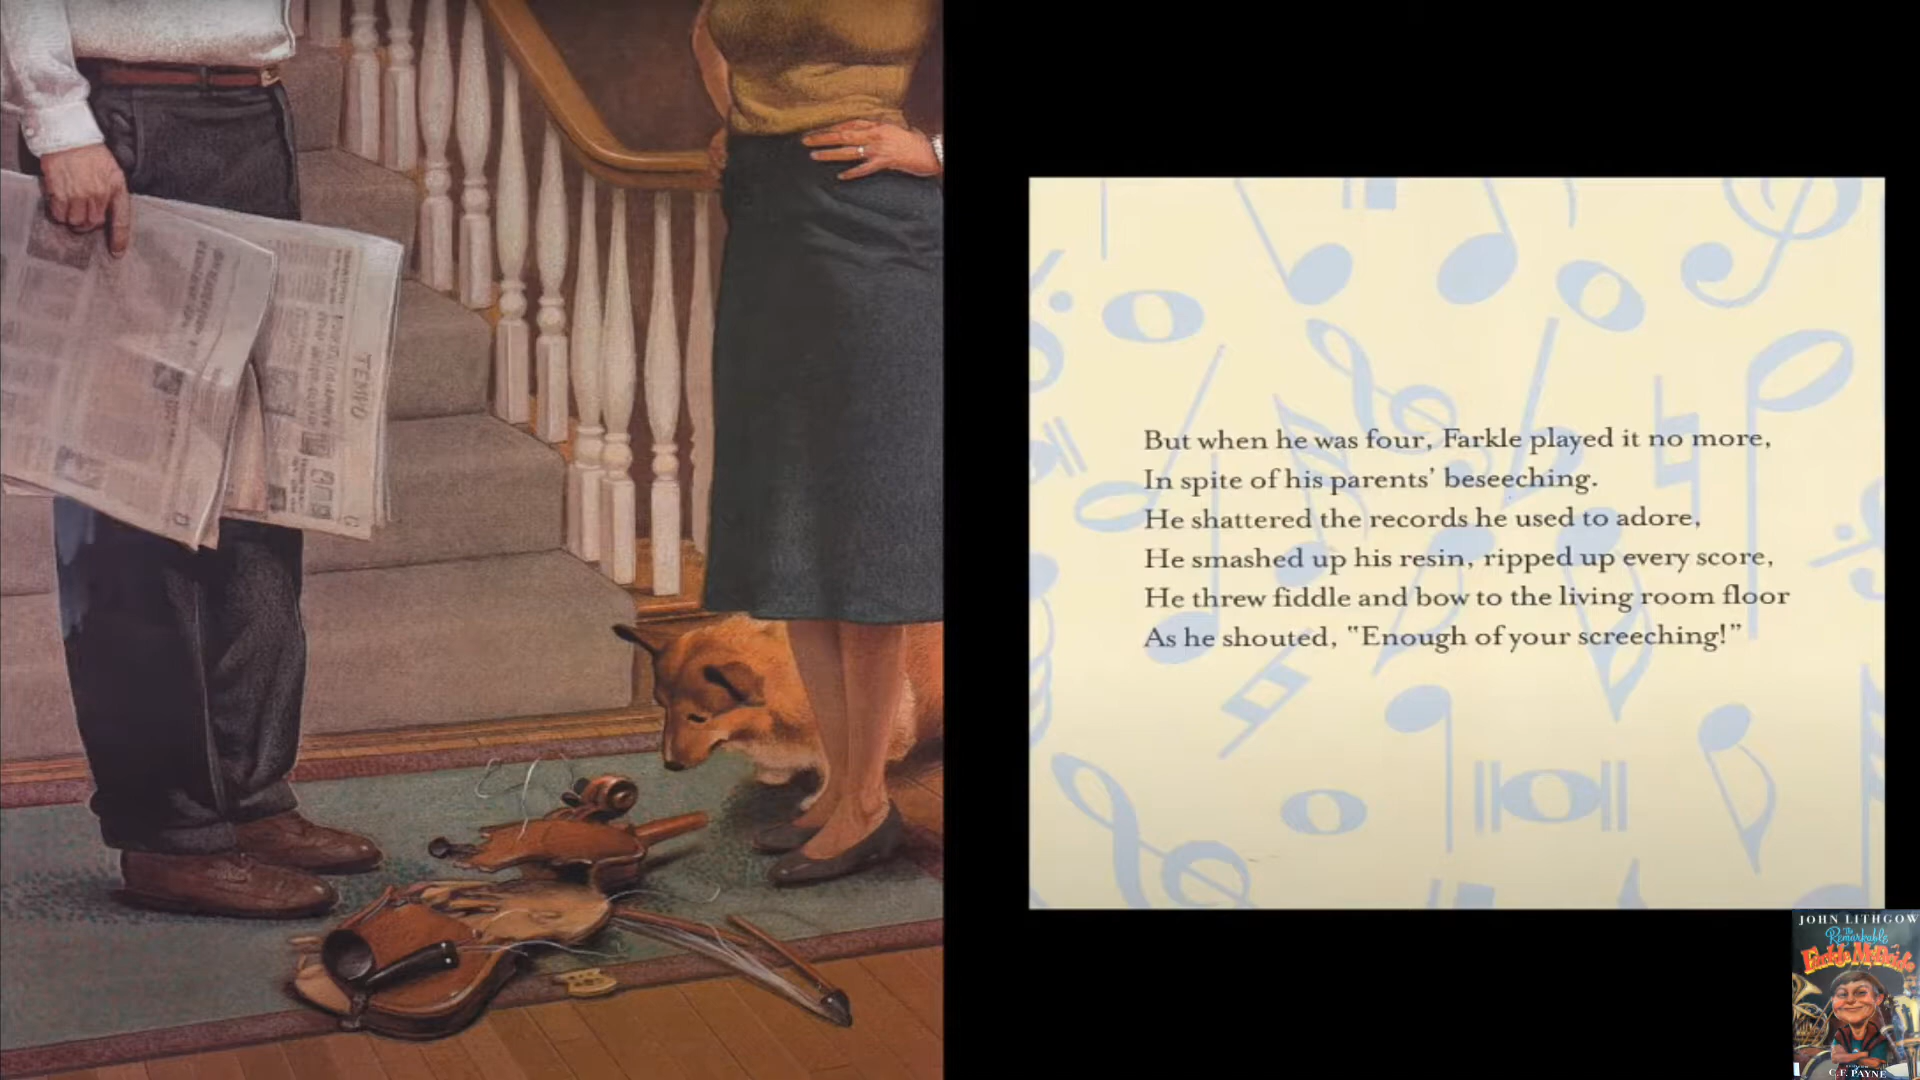 TEMPO
But when he was four, Farkle played it no more,
In spite of his parents’ beseeching.
He shattered the records he used to adore,
He smashed up his resin, ripped up every score,
He threw fiddle and bow to the living room floor
As he shouted, “Enough of your screeching!”
JOHN LITHGOW
The
Remarkable
Farkle McBride
C.F. PAYNE